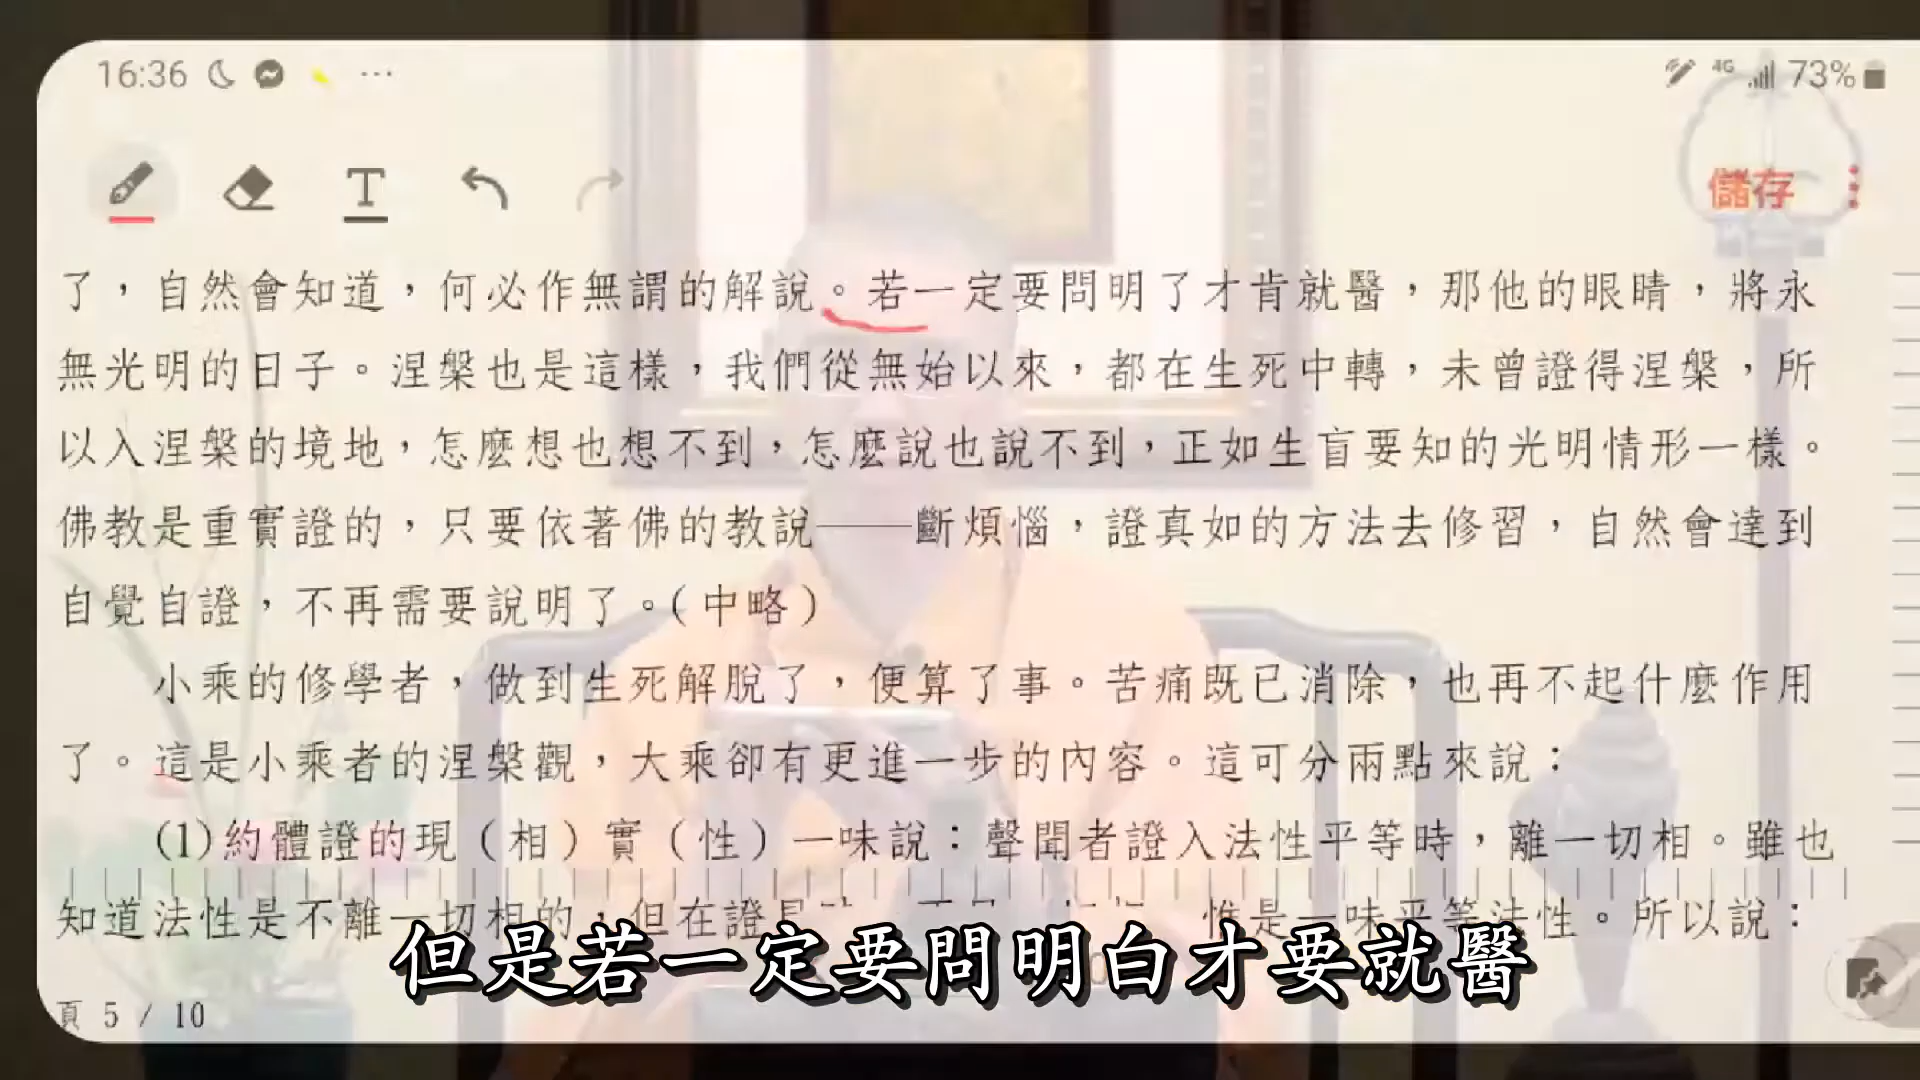 16:36
4G 73%
T
儲存
了，自然會知道，何必作無謂的解說。若一定要問明了才肯就醫，那他的眼睛，將永
無光明的日子。涅槃也是這樣，我們從無始以來，都在生死中轉，未曾證得涅槃，所
以入涅槃的境地，怎麼想也想不到，怎麼說也說不到，正如生盲要知的光明情形一樣。
佛教是重實證的，只要依著佛的教說——斷煩惱，證真如的方法去修習，自然會達到
自覺自證，不再需要說明了。（中略）
小乘的修學者，做到生死解脫了，便算了事。苦痛既已消除，也再不起什麼作用
了。這是小乘者的涅槃觀，大乘卻有更進一步的內容。這可分兩點來說：
(1)約體證的現（相）實（性）一味說：聲聞者證入法性平等時，離一切相。雖也
知道法性是不離一切相的，但在證 惟是一味平等法性。所以說：
但是若一定要問明白才要就醫
頁 5 / 10